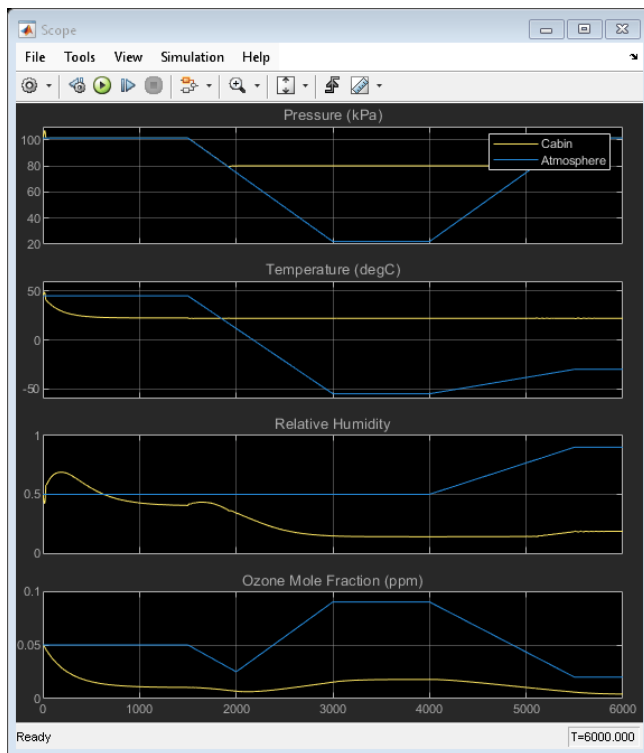 Scope
File Tools View Simulation Help
Pressure (kPa)
100
80
60
40
20
Cabin
Atmosphere
Temperature (degC)
50
0
-50
Relative Humidity
1
0.5
0
Ozone Mole Fraction (ppm)
0.1
0.05
0
0 1000 2000 3000 4000 5000 6000
Ready T=6000.000